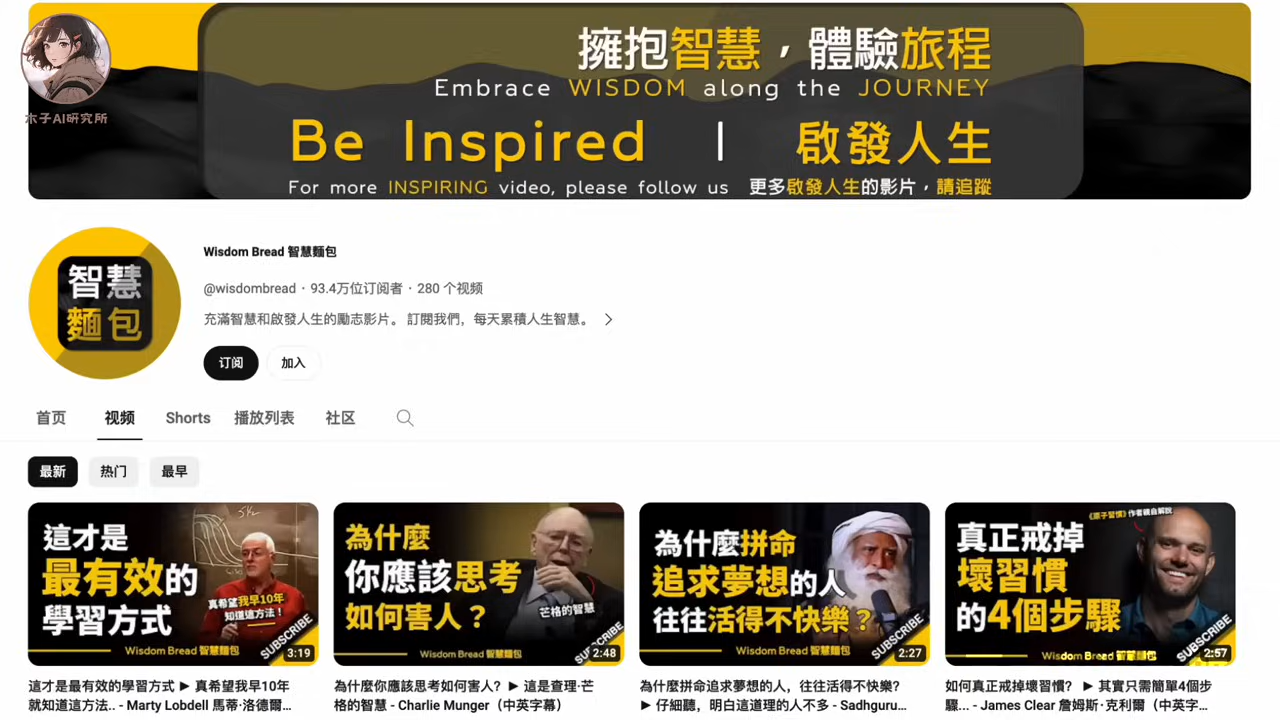 擁抱智慧，體驗旅程
Embrace WISDOM along the JOURNEY
Be Inspired | 啟發人生
For more INSPIRING video, please follow us 更多啟發人生的影片，請追蹤
木子AI研究所
智慧
麵包
Wisdom Bread 智慧麵包
@wisdombread · 93.4万位订阅者 · 280 个视频
充滿智慧和啟發人生的勵志影片。 訂閱我們，每天累積人生智慧。
订阅 加入
首页 视频 Shorts 播放列表 社区
最新 热门 最早
這才是
最有效的
學習方式
真希望我早10年
知道這方法！
SUBSCRIBE
Wisdom Bread 智慧麵包
3:19
為什麼
你應該思考
如何害人？
芒格的智慧
SUBSCRIBE
Wisdom Bread 智慧麵包
2:48
為什麼拼命
追求夢想的人
往往活得不快樂？
SUBSCRIBE
Wisdom Bread 智慧麵包
2:27
《原子習慣》作者親自解說
真正戒掉
壞習慣
的4個步驟
SUBSCRIBE
Wisdom Bread 智慧麵包
2:57
這才是最有效的學習方式 ► 真希望早10年
就知道這方法.. - Marty Lobdell 馬蒂·洛德爾...
為什麼你應該思考如何害人？ ► 這是查理·芒
格的智慧 - Charlie Munger（中英字幕）
為什麼拼命追求夢想的人，往往活得不快樂？
► 仔細聽，明白這道理的人不多 - Sadhguru...
如何真正戒掉壞習慣？ ► 其實只需簡單4個步
驟... - James Clear 詹姆斯·克利爾（中英字...